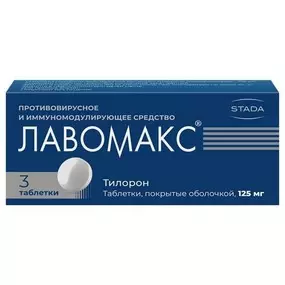 STADA
ПРОТИВОВИРУСНОЕ
И ИММУНОМОДУЛИРУЮЩЕЕ СРЕДСТВО
ЛАВОМАКС®
3
таблетки
Тилорон
Таблетки, покрытые оболочкой, 125 мг